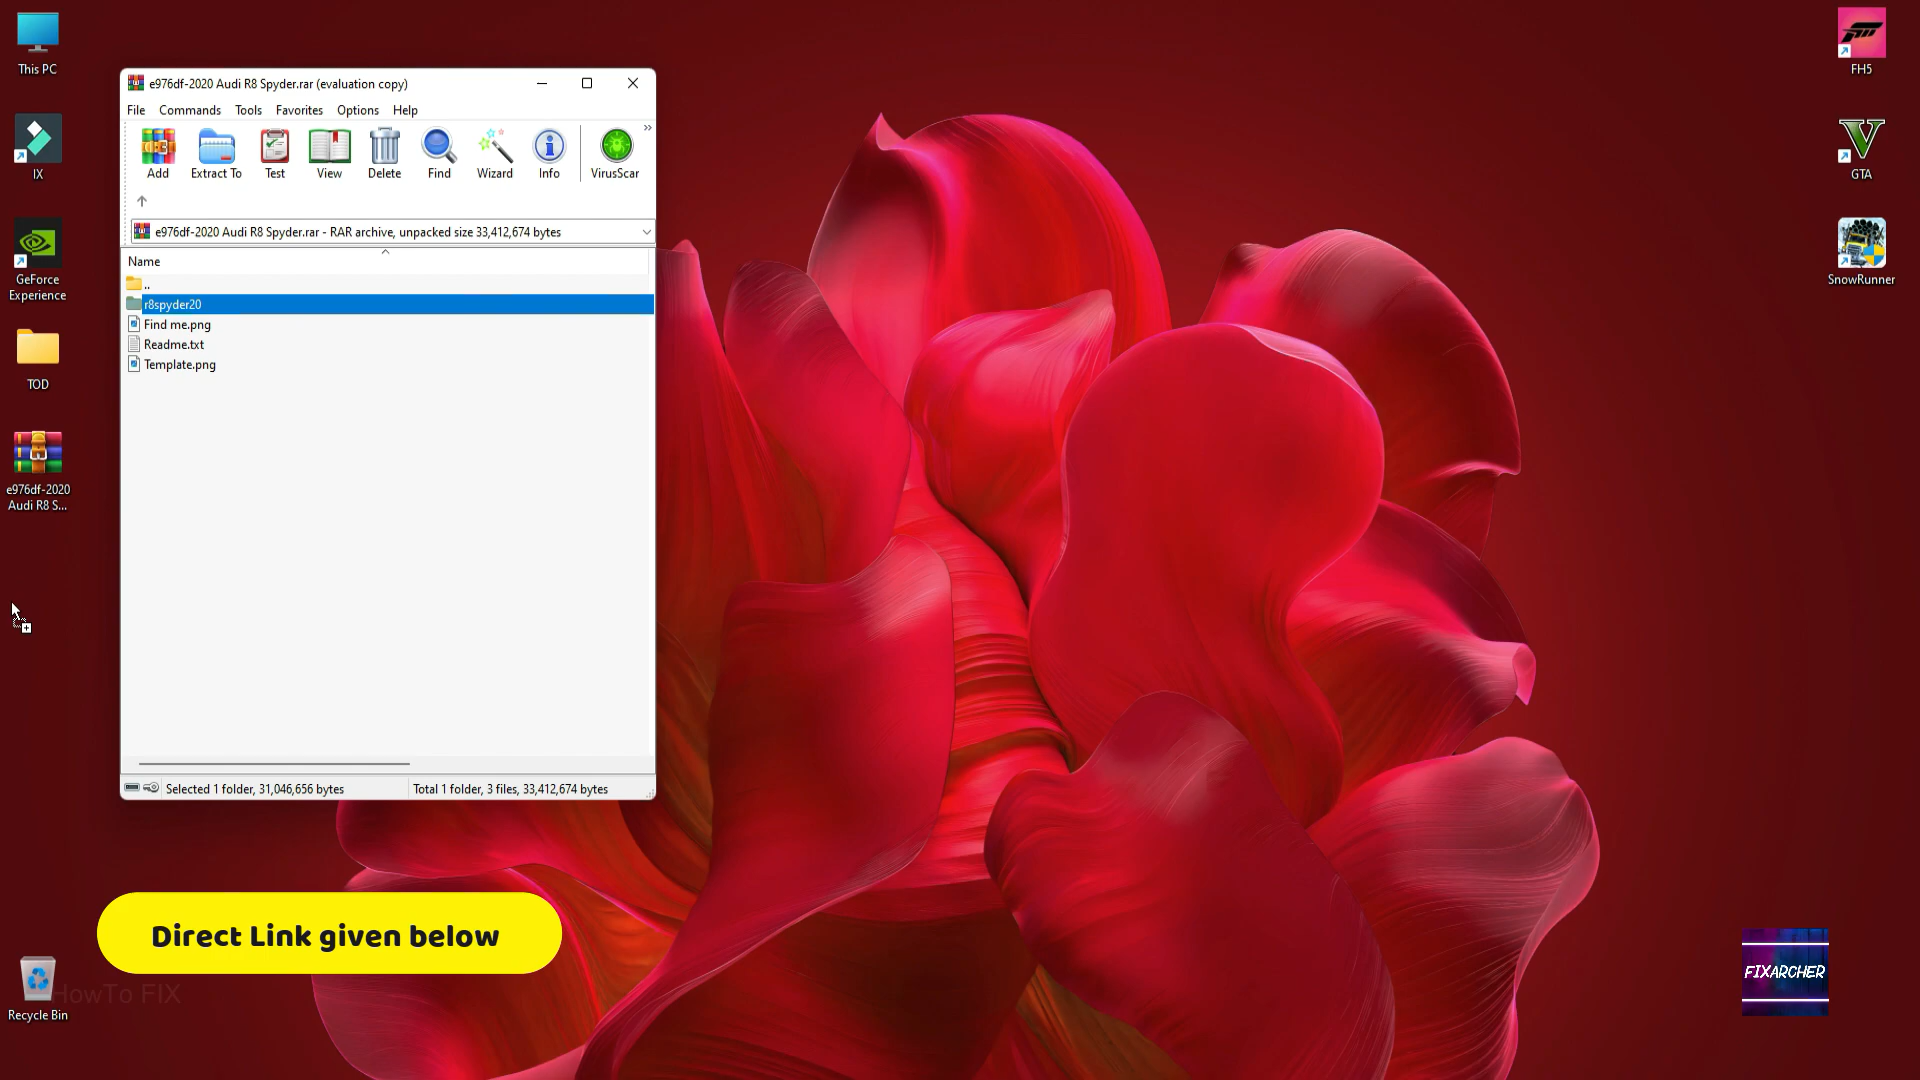 This PC
IX
GeForce
Experience
TOD
e976df-2020
Audi R8 S...
Recycle Bin
e976df-2020 Audi R8 Spyder.rar (evaluation copy)
File Commands Tools Favorites Options Help
Add Extract To Test View Delete Find Wizard Info VirusScar
e976df-2020 Audi R8 Spyder.rar - RAR archive, unpacked size 33,412,674 bytes
Name
..
r8spyder20
Find me.png
Readme.txt
Template.png
Selected 1 folder, 31,046,656 bytes Total 1 folder, 3 files, 33,412,674 bytes
Direct Link given below
HowTo FIX
FH5
GTA
SnowRunner
FIXARCHER